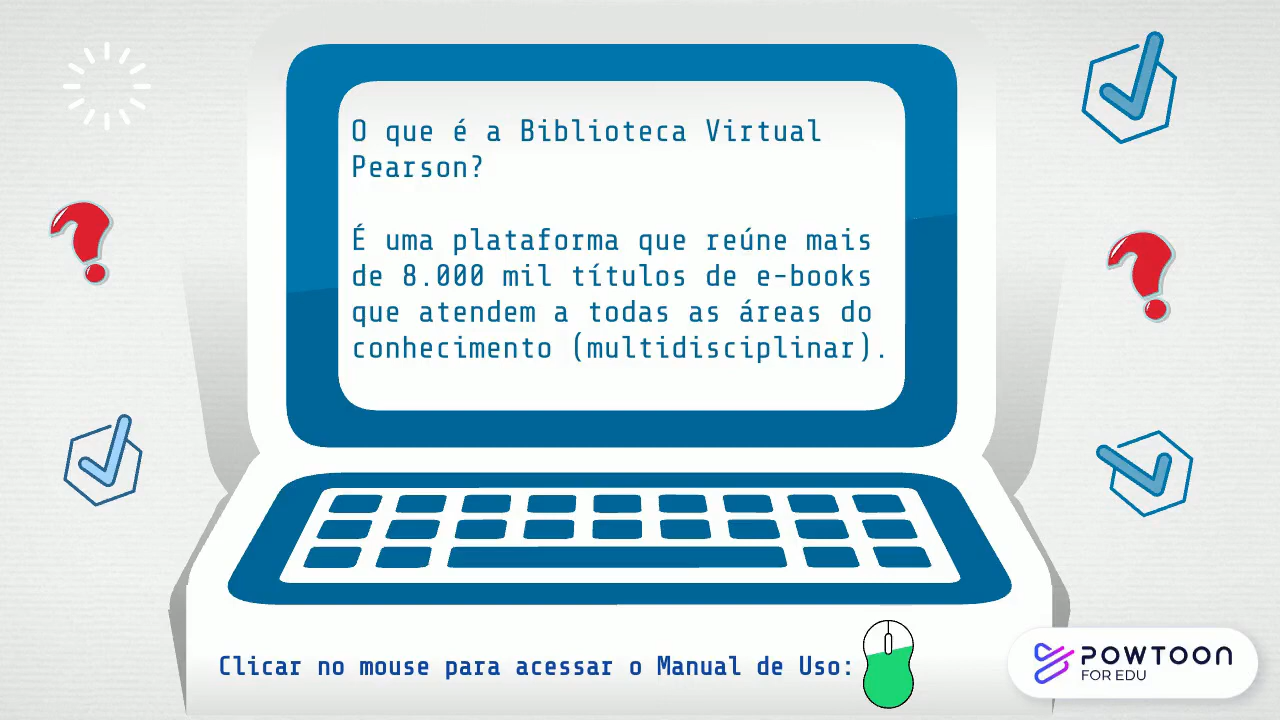 O que é a Biblioteca Virtual
Pearson?
É uma plataforma que reúne mais
de 8.000 mil títulos de e-books
que atendem a todas as áreas do
conhecimento (multidisciplinar).
Clicar no mouse para acessar o Manual de Uso:
POWTOON
FOR EDU